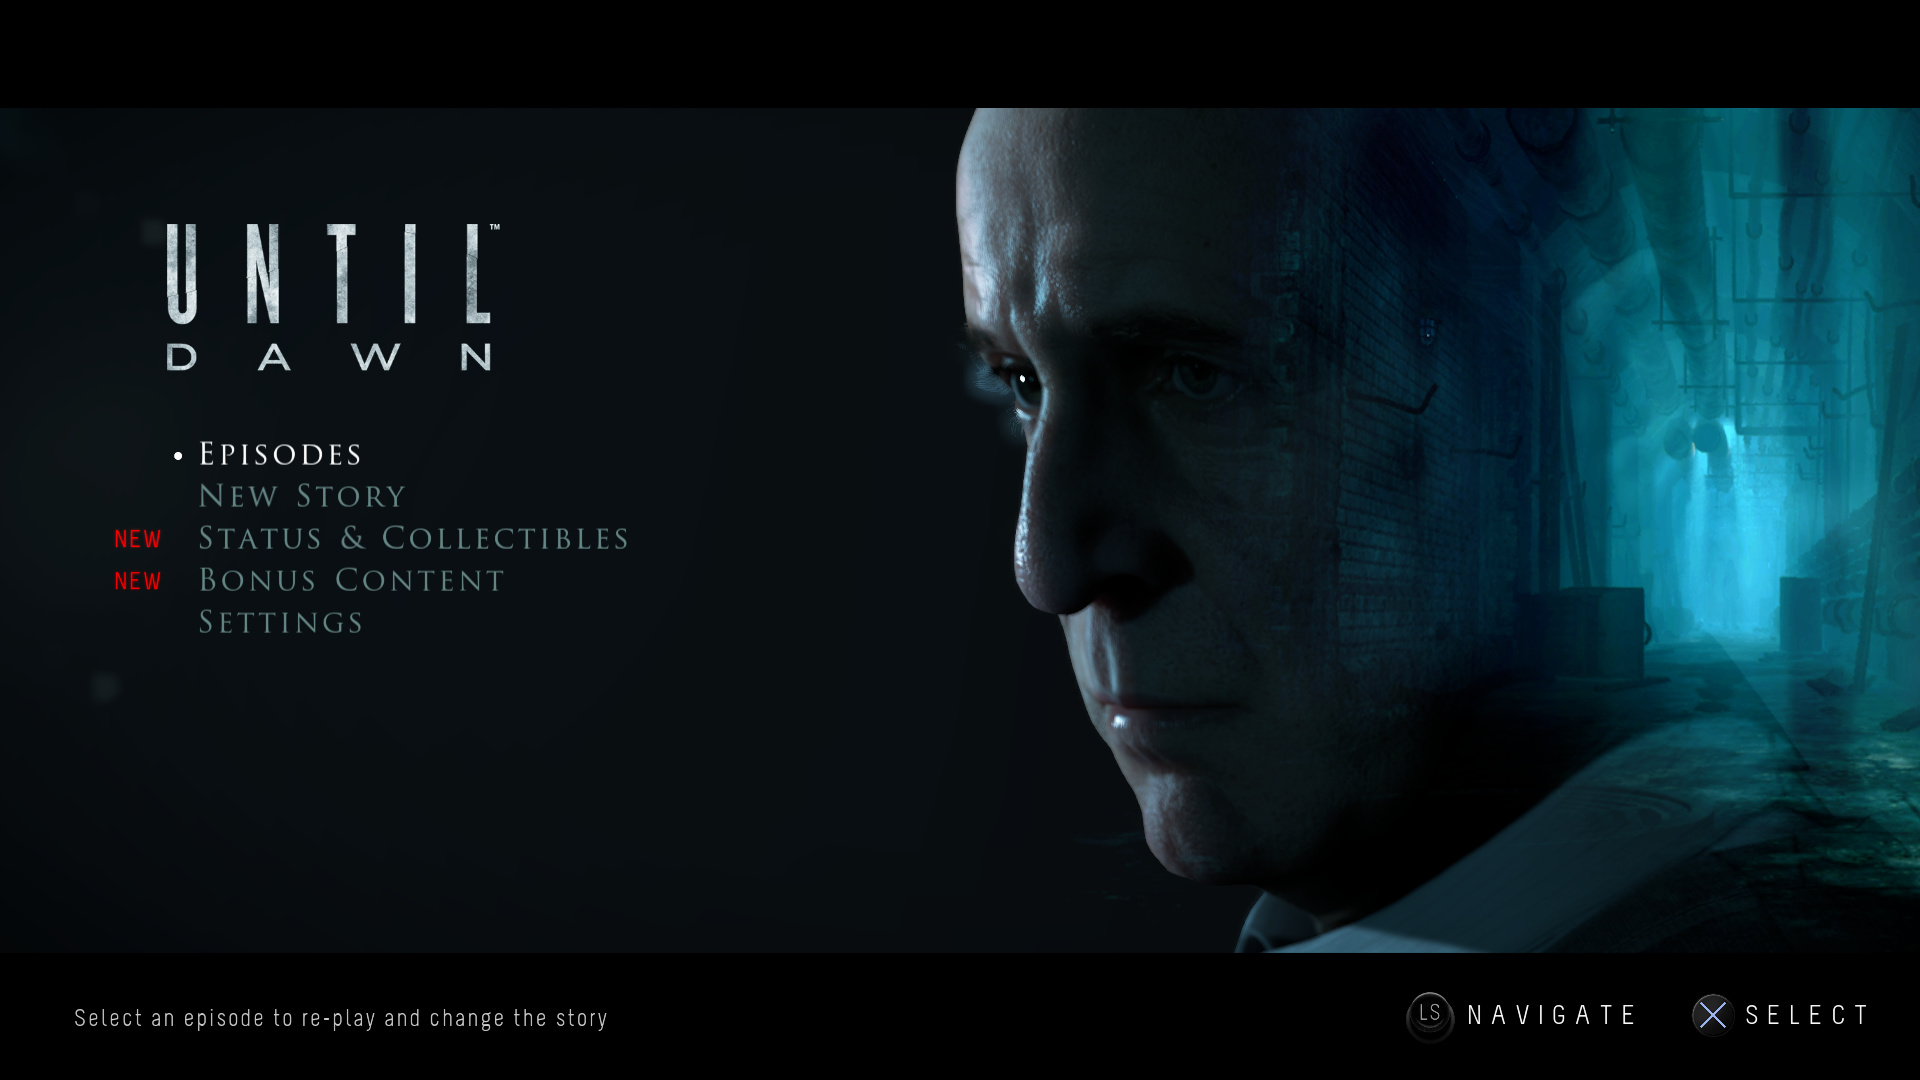 UNTIL™
DAWN
• EPISODES
NEW STORY
NEW STATUS & COLLECTIBLES
NEW BONUS CONTENT
SETTINGS
Select an episode to re-play and change the story
LS NAVIGATE
SELECT